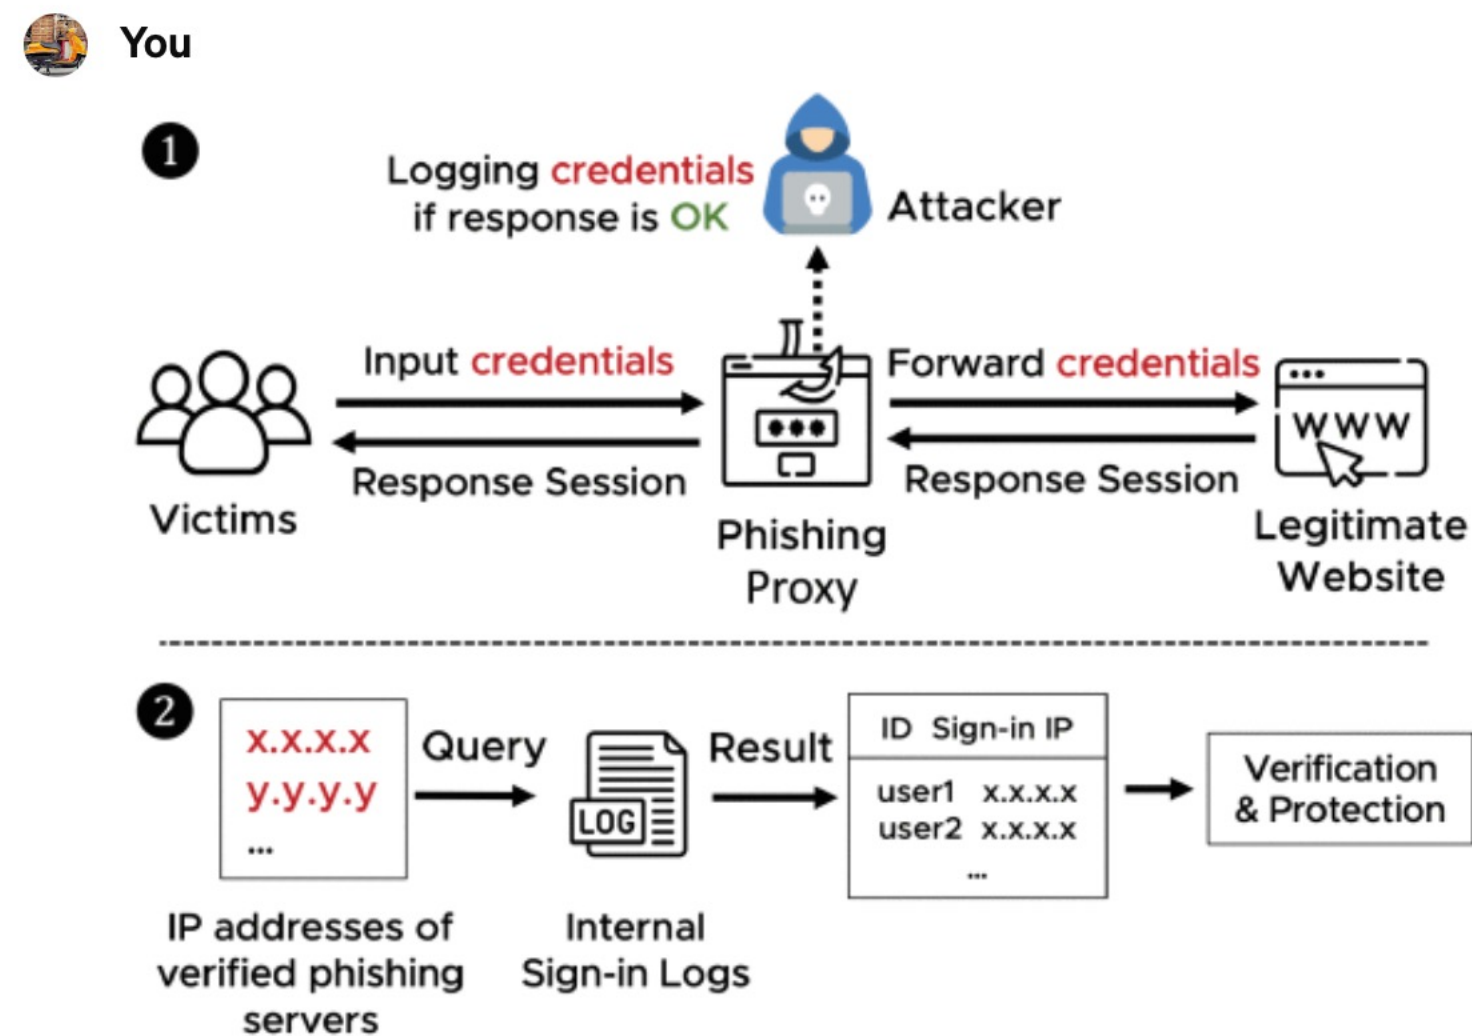 You
1
Logging credentials
if response is OK
Attacker
Input credentials
Forward credentials
WWW
Response Session
Response Session
Victims
Phishing
Proxy
Legitimate
Website
2
x.x.x.x
y.y.y.y
...
Query
LOG
Result
ID Sign-in IP
user1 x.x.x.x
user2 x.x.x.x
...
Verification
& Protection
IP addresses of
verified phishing
servers
Internal
Sign-in Logs